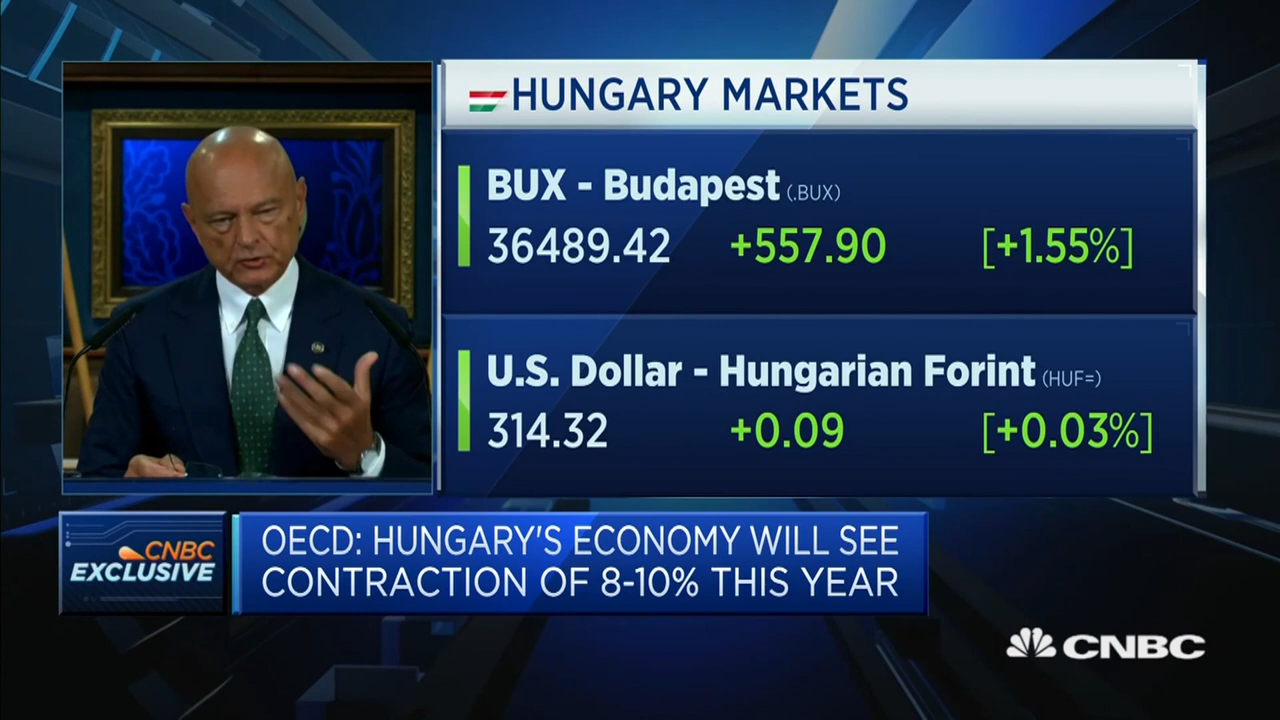 HUNGARY MARKETS
BUX - Budapest (.BUX)
36489.42 +557.90 [+1.55%]
U.S. Dollar - Hungarian Forint (HUF=)
314.32 +0.09 [+0.03%]
CNBC
EXCLUSIVE
OECD: HUNGARY'S ECONOMY WILL SEE
CONTRACTION OF 8-10% THIS YEAR
CNBC